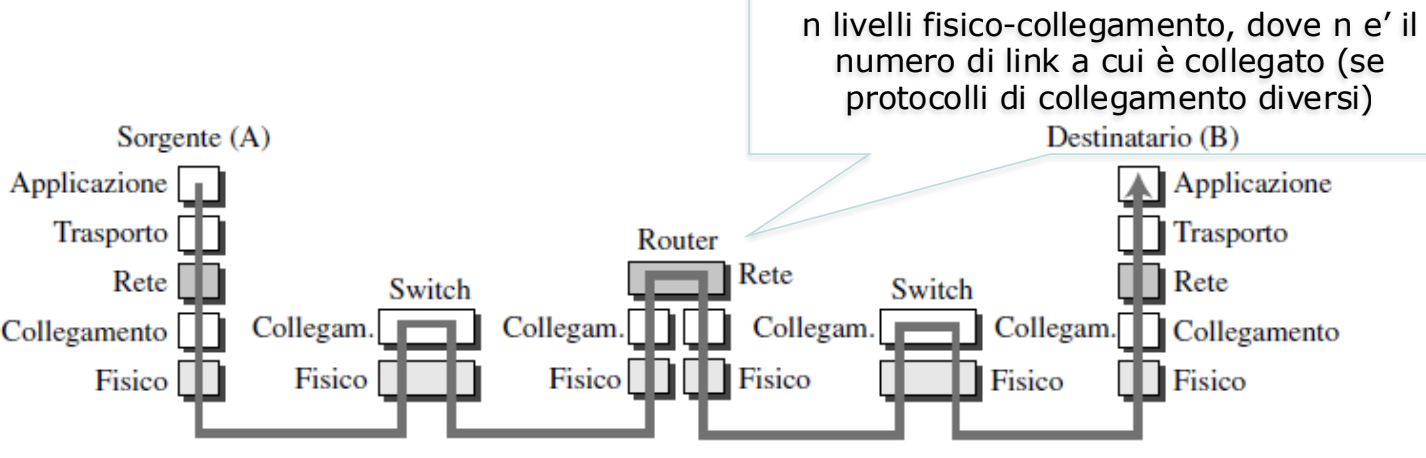 n livelli fisico-collegamento, dove n e’ il
numero di link a cui è collegato (se
protocolli di collegamento diversi)
Sorgente (A)
Destinatario (B)
Applicazione
Applicazione
Trasporto
Trasporto
Router
Rete
Rete
Rete
Switch
Switch
Collegamento
Collegam.
Collegam.
Collegam.
Collegam.
Collegamento
Fisico
Fisico
Fisico
Fisico
Fisico
Fisico